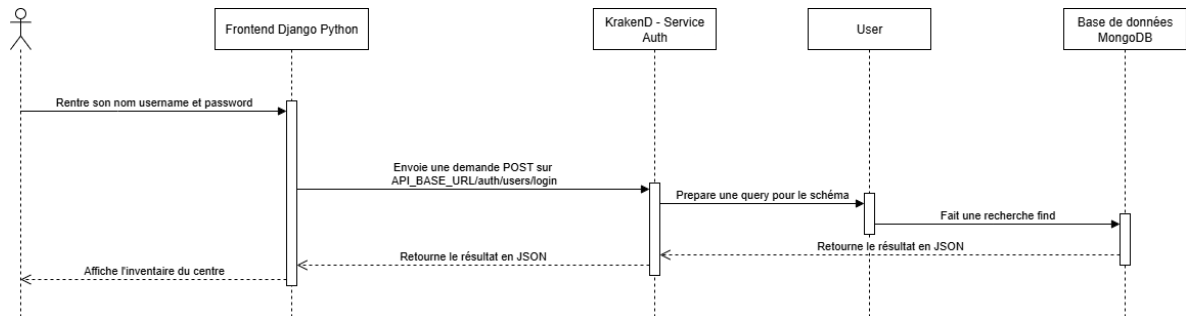 Frontend Django Python
KrakenD - Service
Auth
User
Base de données
MongoDB
Rentre son nom username et password
Envoie une demande POST sur
API_BASE_URL/auth/users/login
Prepare une query pour le schéma
Fait une recherche find
Retourne le résultat en JSON
Retourne le résultat en JSON
Affiche l'inventaire du centre